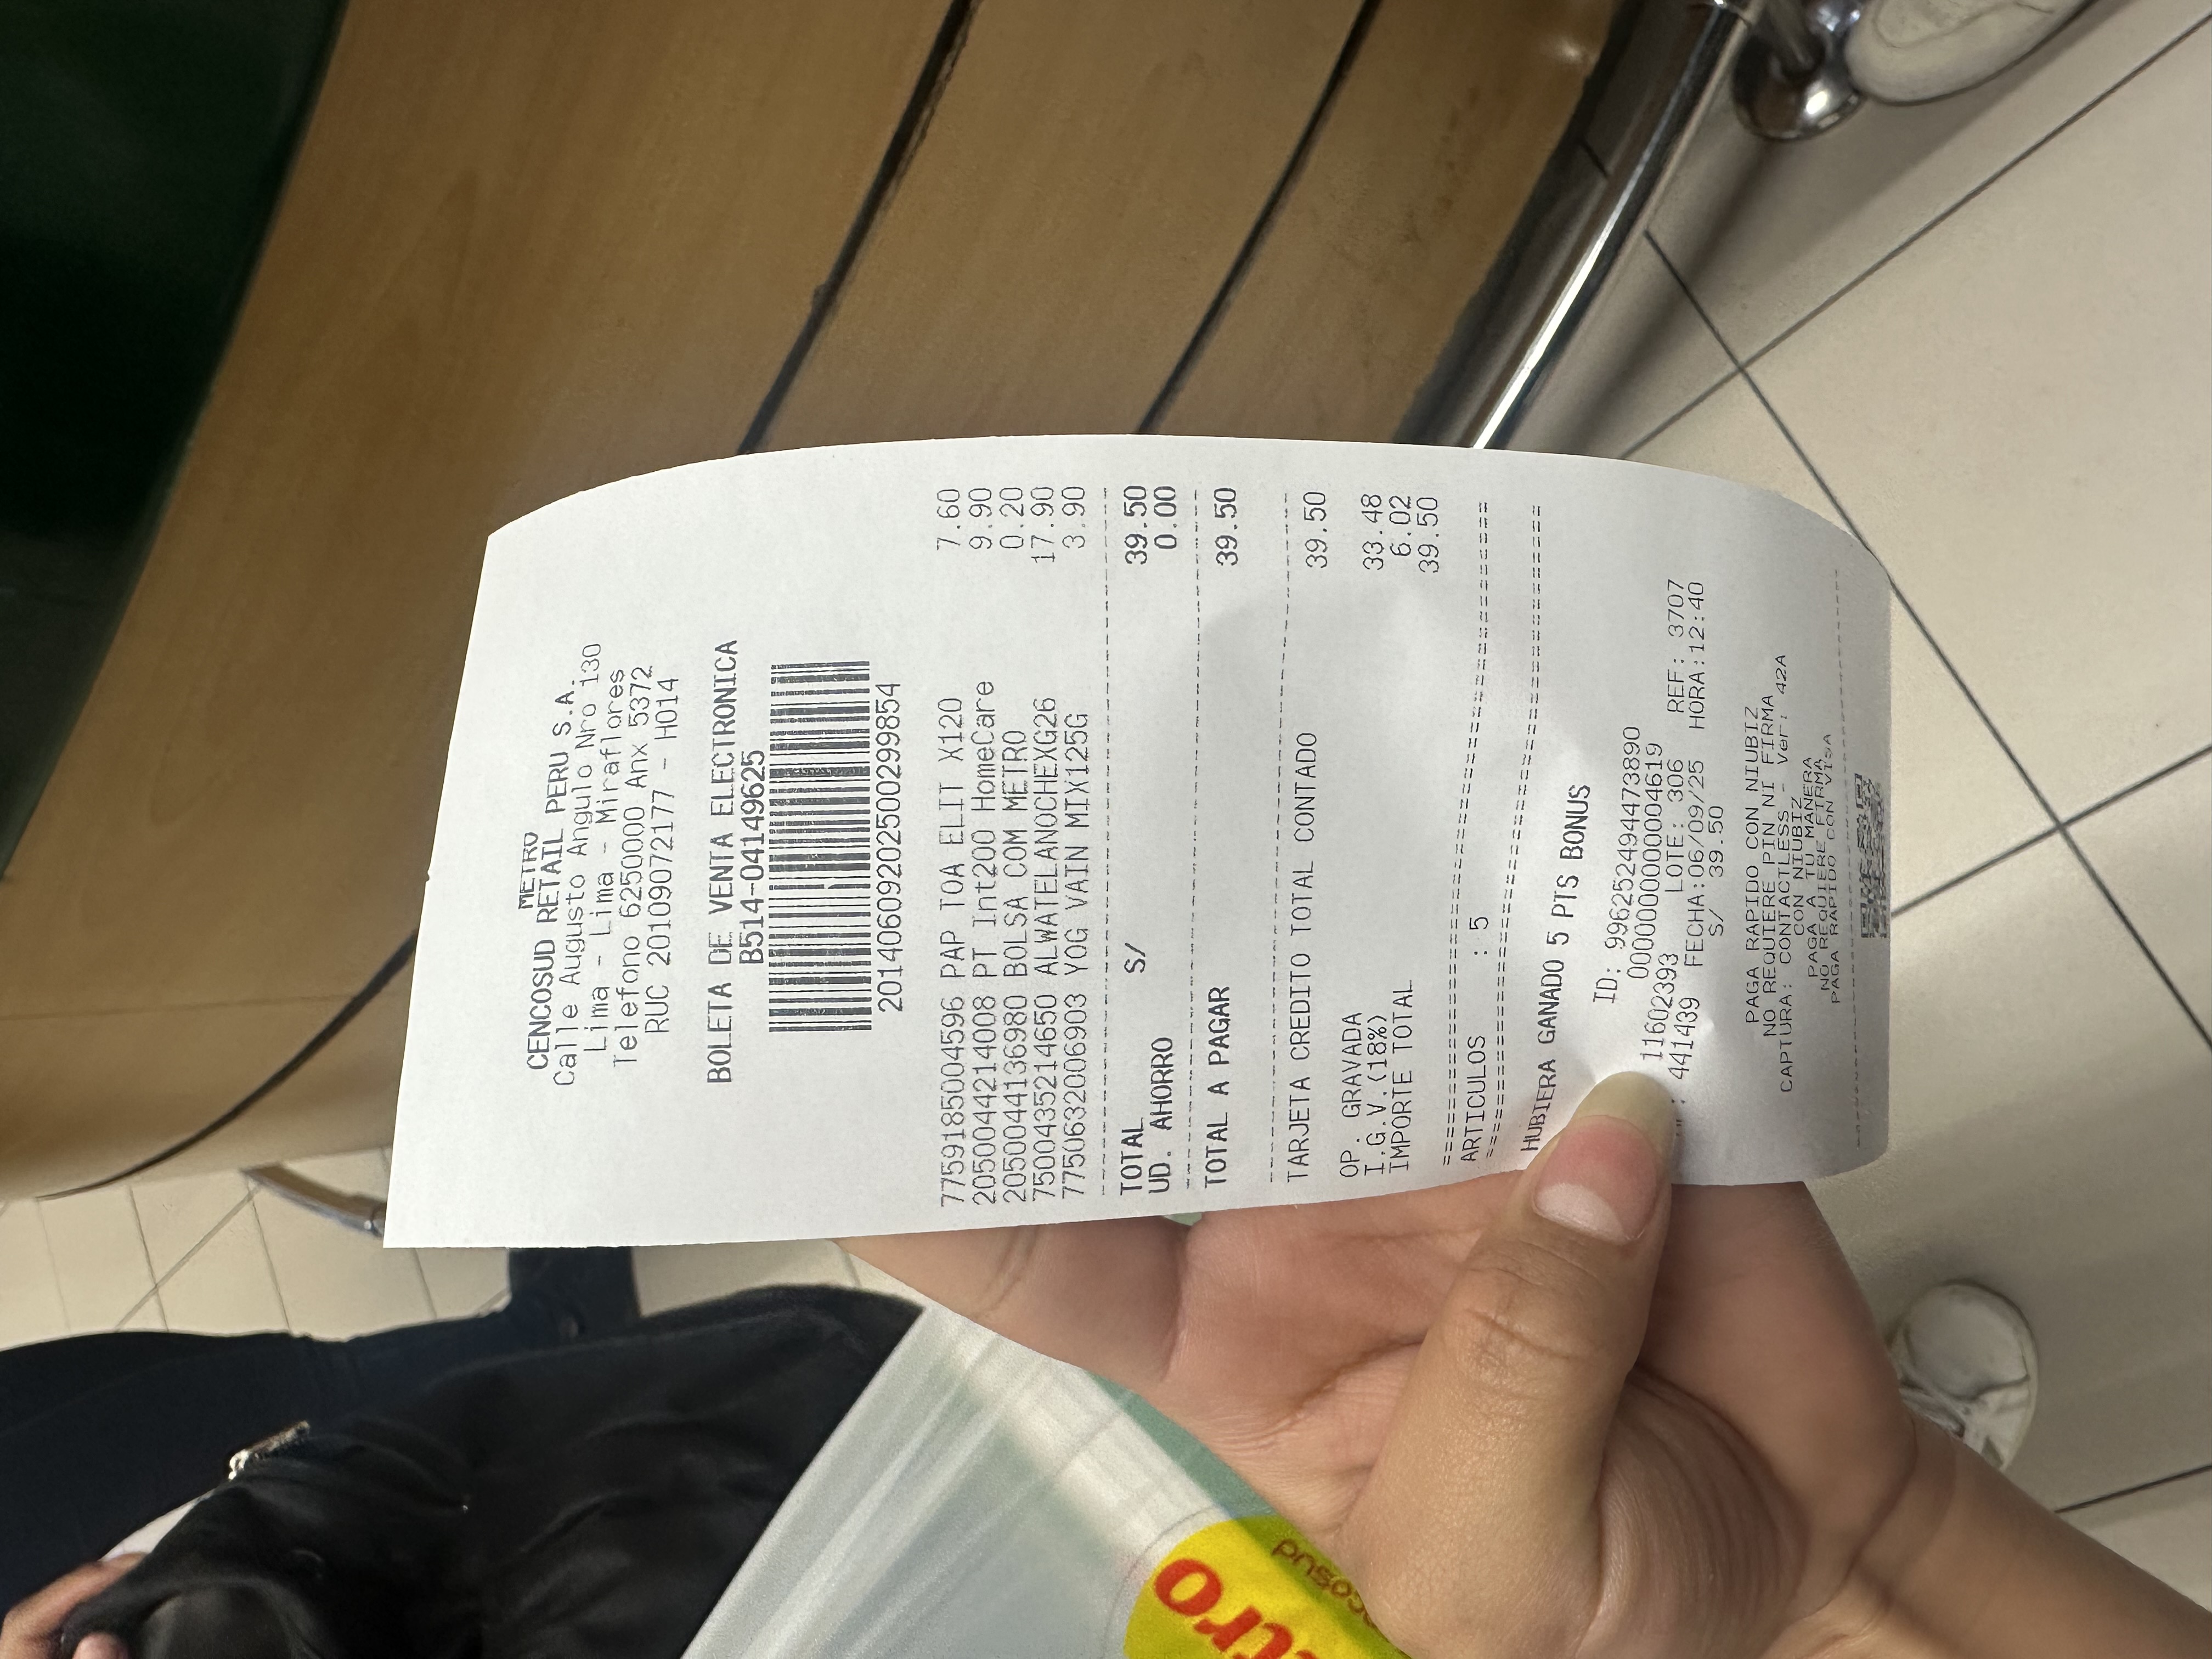 METRO
CENCOSUD RETAIL PERU S.A.
Calle Augusto Angulo Nro 130
Lima - Lima - Miraflores
Telefono 6250000 Anx 5372
RUC 20109072177 - H014
BOLETA DE VENTA ELECTRONICA
B514-04149625
20140609202500299854
7759185004596 PAP TOA ELIT X120 7.60
2050044214008 PT Int200 HomeCare 9.90
2050044136980 BOLSA COM METRO 0.20
7500435214650 ALWATELANOCHEXG26 17.90
7750632006903 YOG VAIN MIX125G 3.90
TOTAL S/ 39.50
UD. AHORRO 0.00
TOTAL A PAGAR 39.50
TARJETA CREDITO TOTAL CONTADO 39.50
OP. GRAVADA 33.48
I.G.V.(18%) 6.02
IMPORTE TOTAL 39.50
ARTICULOS : 5
HUBIERA GANADO 5 PTS BONUS
ID: 996252494473890
0000000000004619
11602393 LOTE: 306 REF: 3707
: 441439 FECHA:06/09/25 HORA:12:40
S/ 39.50
PAGA RAPIDO CON NIUBIZ
NO REQUIERE PIN NI FIRMA
CAPTURA: CONTACTLESS - Ver: 42A
CON NIUBIZ
PAGA A TU MANERA
NO REQUIERE FIRMA
PAGA RAPIDO CON VISA
tro
cosud